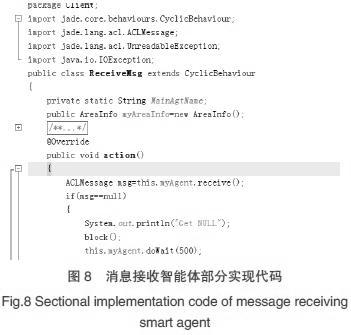 package Client;
import jade.core.behaviours.CyclicBehaviour;
import jade.lang.acl.ACLMessage;
import jade.lang.acl.UnreadableException;
import java.io.IOException;
public class ReceiveMsg extends CyclicBehaviour
{
private static String MainAgtName;
public AreaInfo myAreaInfo=new AreaInfo();
/**...*/
@Override
public void action()
{
ACLMessage msg=this.myAgent.receive();
if(msg==null)
{
System.out.println("Get NULL");
block();
this.myAgent.doWait(500);
图 8 消息接收智能体部分实现代码
Fig.8 Sectional implementation code of message receiving
smart agent